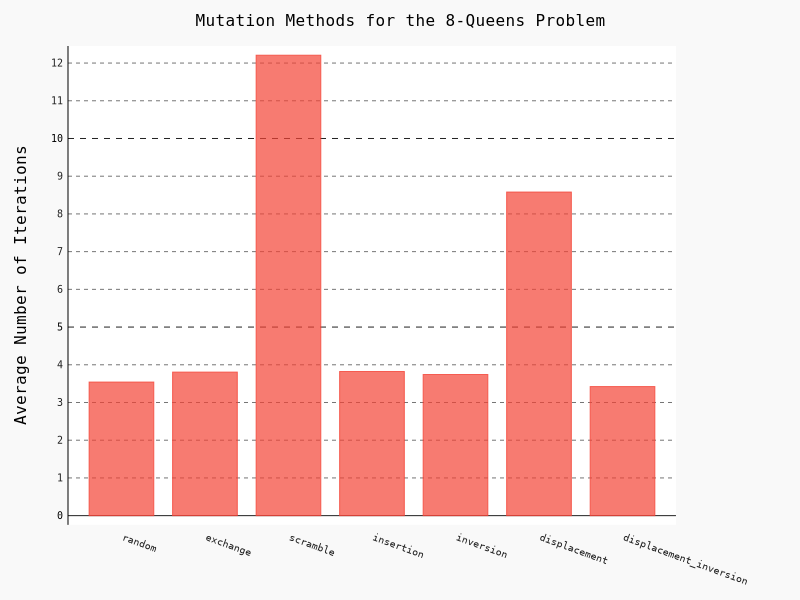 Mutation Methods for the 8-Queens Problem
Average Number of Iterations
12
11
10
9
8
7
6
5
4
3
2
1
0
random
exchange
scramble
insertion
inversion
displacement
displacement_inversion